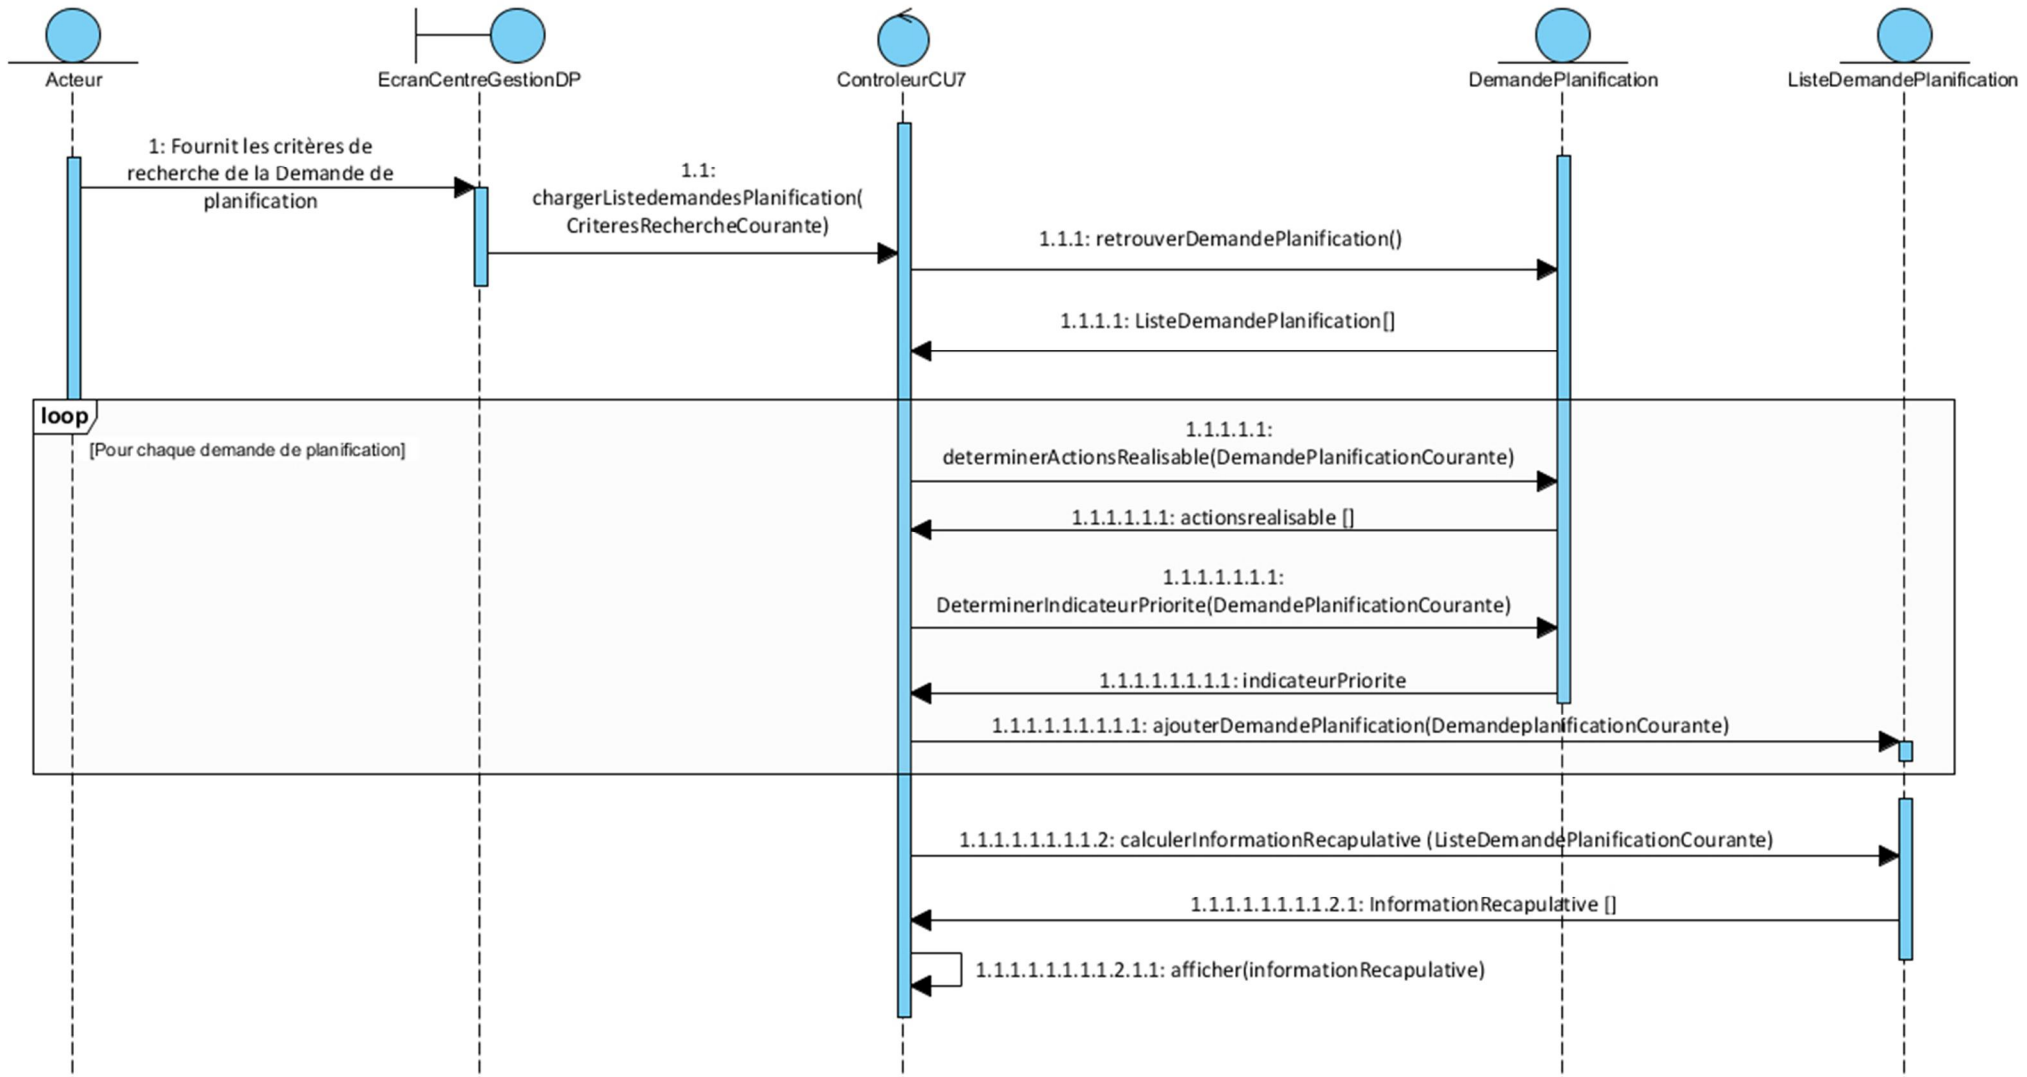 Acteur
EcranCentreGestionDP
ControleurCU7
DemandePlanification
ListeDemandePlanification
1: Fournit les critères de
recherche de la Demande de
planification
1.1:
chargerListedemandesPlanification(
CriteresRechercheCourante)
1.1.1: retrouverDemandePlanification()
1.1.1.1: ListeDemandePlanification[]
loop
[Pour chaque demande de planification]
1.1.1.1.1:
determinerActionsRealisable(DemandePlanificationCourante)
1.1.1.1.1.1: actionsrealisable []
1.1.1.1.1.1.1:
DeterminerIndicateurPriorite(DemandePlanificationCourante)
1.1.1.1.1.1.1.1: indicateurPriorite
1.1.1.1.1.1.1.1.1: ajouterDemandePlanification(DemandeplanificationCourante)
1.1.1.1.1.1.1.1.2: calculerInformationRecapulative (ListeDemandePlanificationCourante)
1.1.1.1.1.1.1.1.2.1: InformationRecapulative []
1.1.1.1.1.1.1.1.2.1.1: afficher(informationRecapulative)